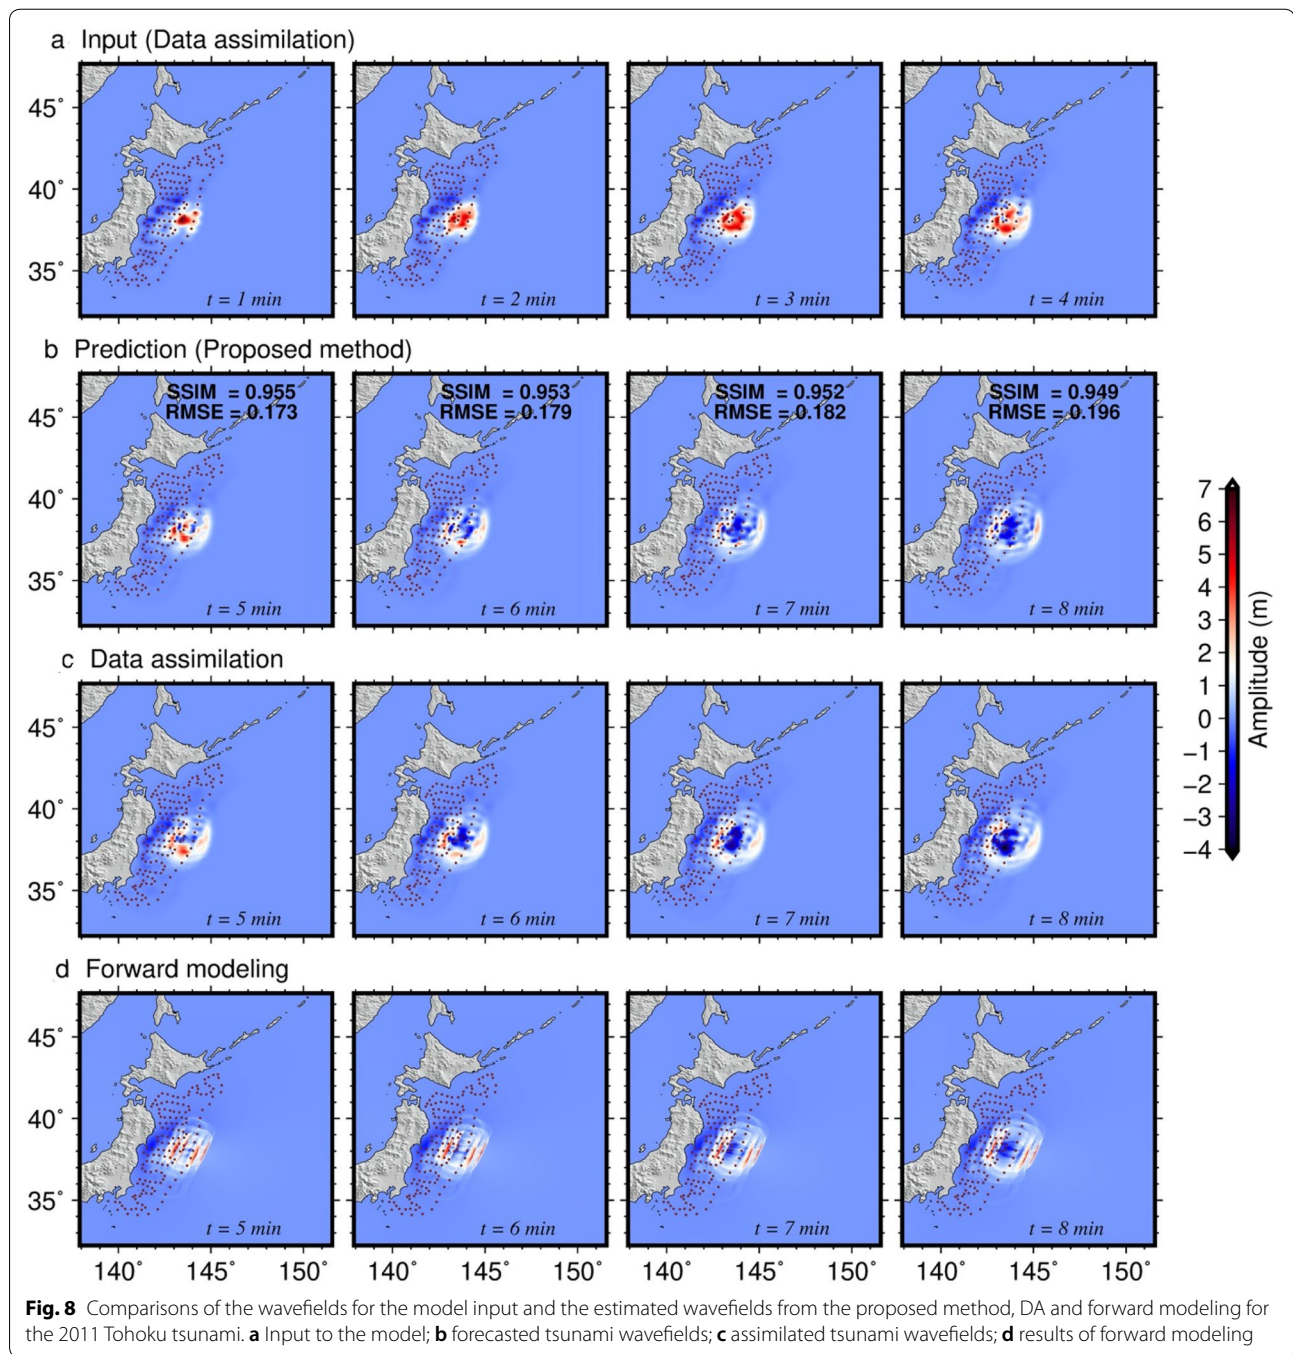 a Input (Data assimilation)
45°
40°
35°
t = 1 min
t = 2 min
t = 3 min
t = 4 min
b Prediction (Proposed method)
SSIM = 0.955
RMSE = 0.173
SSIM = 0.953
RMSE = 0.179
SSIM = 0.952
RMSE = 0.182
SSIM = 0.949
RMSE = 0.196
45°
40°
35°
t = 5 min
t = 6 min
t = 7 min
t = 8 min
7
6
5
4
3
2
1
0
−1
−2
−3
−4
Amplitude (m)
c Data assimilation
45°
40°
35°
t = 5 min
t = 6 min
t = 7 min
t = 8 min
d Forward modeling
45°
40°
35°
t = 5 min
t = 6 min
t = 7 min
t = 8 min
140° 145° 150° 140° 145° 150° 140° 145° 150° 140° 145° 150°
Fig. 8 Comparisons of the wavefields for the model input and the estimated wavefields from the proposed method, DA and forward modeling for
the 2011 Tohoku tsunami. a Input to the model; b forecasted tsunami wavefields; c assimilated tsunami wavefields; d results of forward modeling